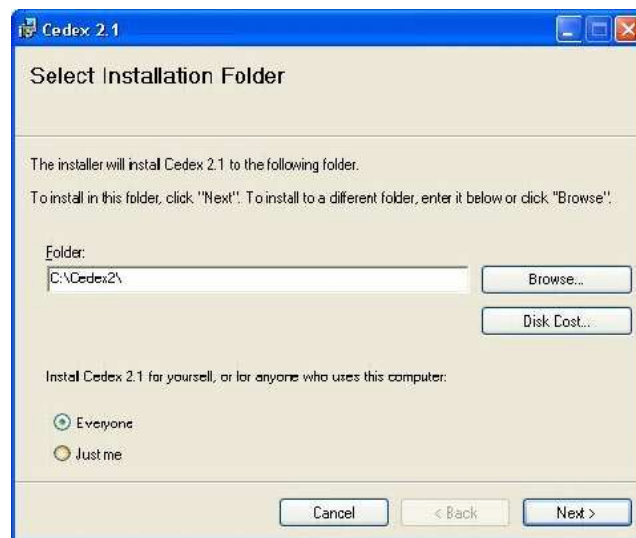 Cedex 2.1
Select Installation Folder
The installer will install Cedex 2.1 to the following folder.
To install in this folder, click "Next". To install to a different folder, enter it below or click "Browse".
Folder:
C:\Cedex2\
Browse...
Disk Cost...
Install Cedex 2.1 for yourself, or for anyone who uses this computer:
Everyone
Just me
Cancel
< Back
Next >